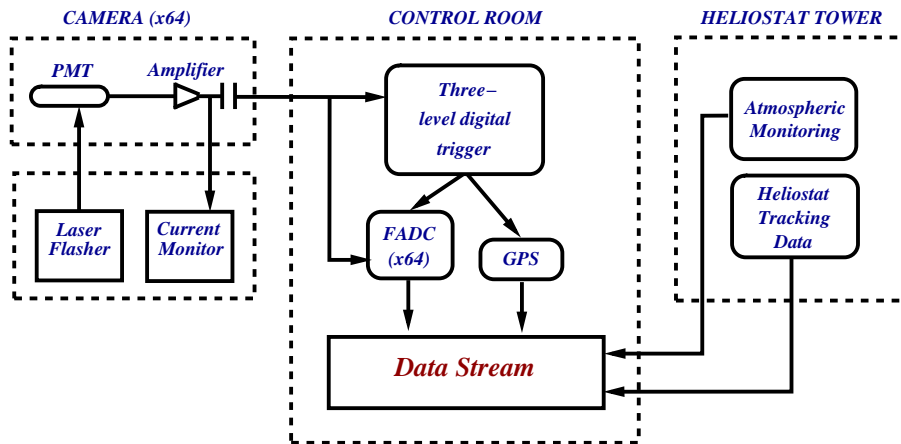 CAMERA (x64)
CONTROL ROOM
HELIOSTAT TOWER
PMT
Amplifier
Three–
level digital
trigger
Atmospheric
Monitoring
Laser
Flasher
Current
Monitor
FADC
(x64)
GPS
Heliostat
Tracking
Data
Data Stream